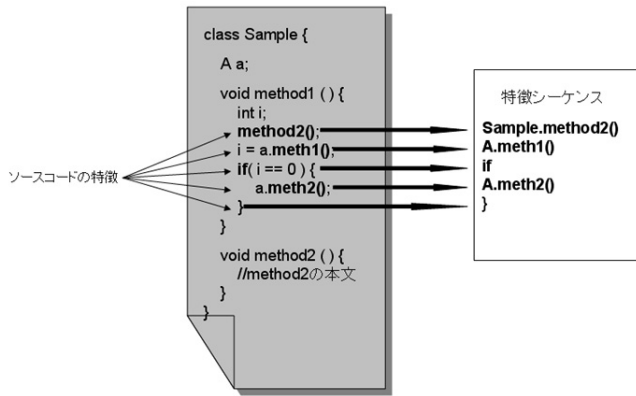 ソースコードの特徴
class Sample {
A a;
void method1 ( ) {
int i;
method2();
i = a.meth1();
if( i == 0 ) {
a.meth2();
}
}
void method2 ( ) {
//method2の本文
}
}
特徴シーケンス
Sample.method2()
A.meth1()
if
A.meth2()
}